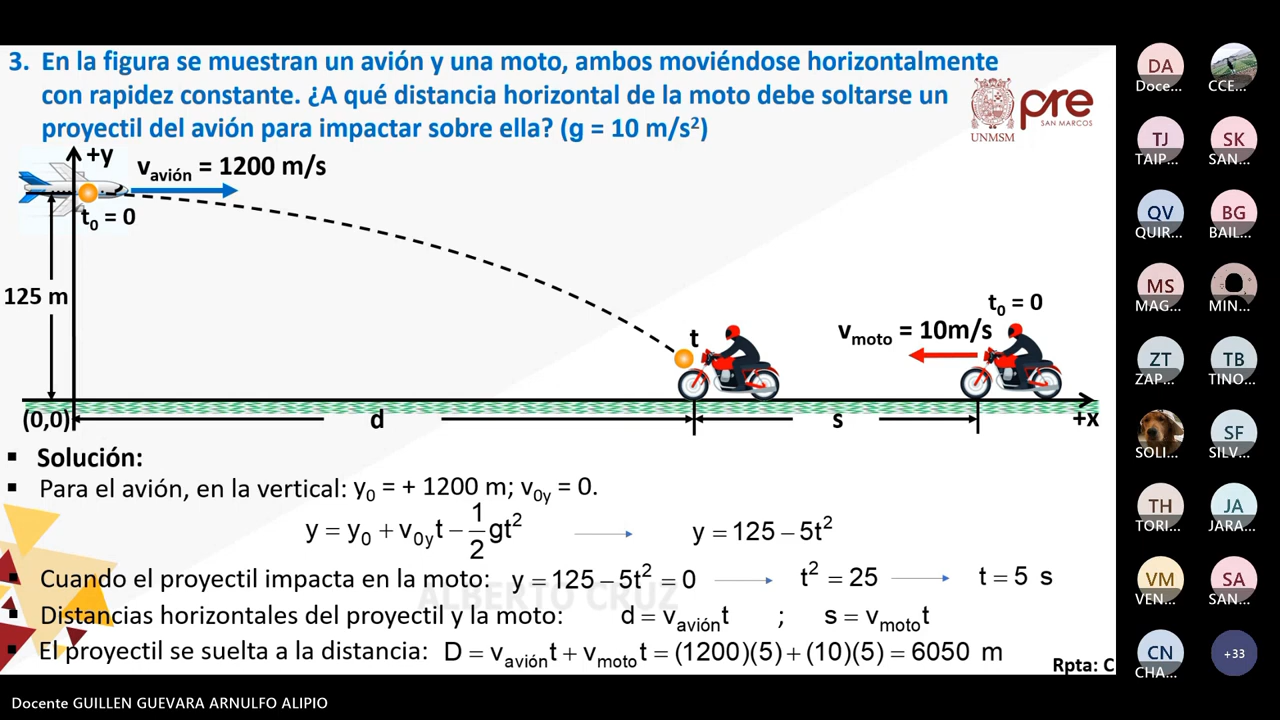 3. En la figura se muestran un avión y una moto, ambos moviéndose horizontalmente
con rapidez constante. ¿A qué distancia horizontal de la moto debe soltarse un
proyectil del avión para impactar sobre ella? (g = 10 m/s²)
UNMSM
pre
SAN MARCOS
+y
v_avión = 1200 m/s
t₀ = 0
125 m
t
v_moto = 10m/s
t₀ = 0
(0,0)
d
s
+x
▪ Solución:
▪ Para el avión, en la vertical: y₀ = + 1200 m; v₀y = 0.
y = y₀ + v₀yt − 1/2 gt² → y = 125 − 5t²
▪ Cuando el proyectil impacta en la moto: y = 125 − 5t² = 0 → t² = 25 → t = 5 s
ALBERTO CRUZ
▪ Distancias horizontales del proyectil y la moto: d = v_avión t ; s = v_moto t
▪ El proyectil se suelta a la distancia: D = v_avión t + v_moto t = (1200)(5) + (10)(5) = 6050 m
Rpta: C
DA
Doce...
CCE...
TJ
TAIP...
SK
SAN...
QV
QUIR...
BG
BAIL...
MS
MAG...
MIN...
ZT
ZAP...
TB
TINO...
SOLI...
SF
SILV...
TH
TORI...
JA
JARA...
VM
VEN...
SA
SAN...
CN
CHA...
+33
Docente GUILLEN GUEVARA ARNULFO ALIPIO